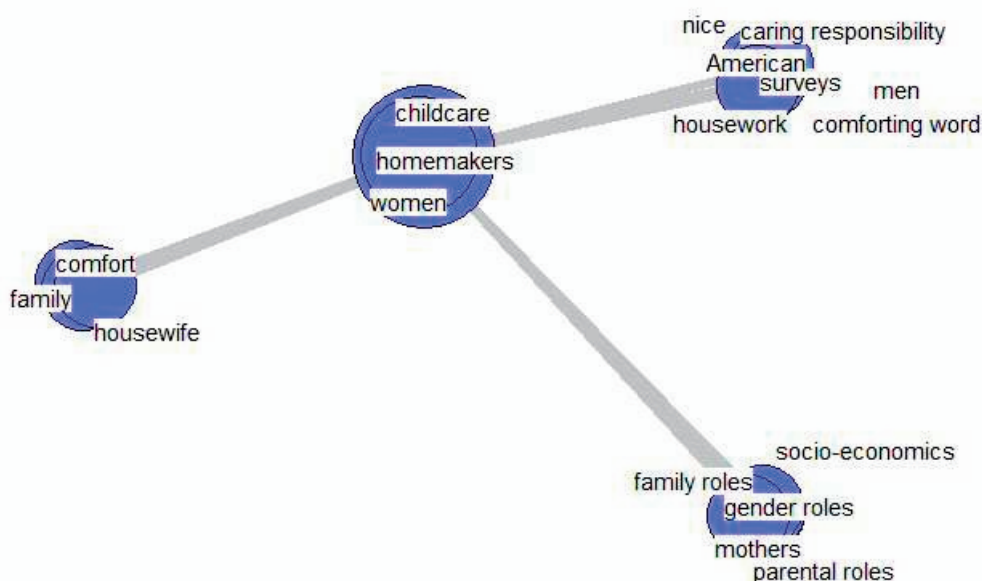 nice
caring responsibility
American
surveys
men
housework
comforting word
childcare
homemakers
women
comfort
family
housewife
socio-economics
family roles
gender roles
mothers
parental roles